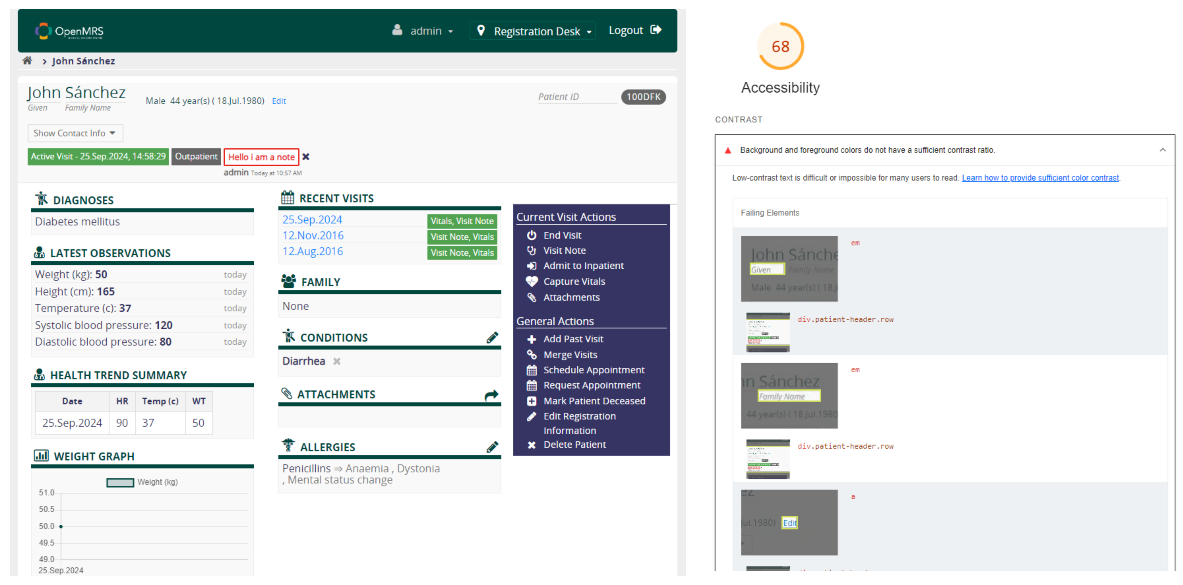 OpenMRS
admin
Registration Desk
Logout
John Sánchez
John Sánchez
Given Family Name
Male 44 year(s) ( 18.Jul.1980) Edit
Patient ID
100DFK
Show Contact Info
Active Visit - 25.Sep.2024, 14:58:29 Outpatient Hello i am a note
admin Today at 10:57 AM
DIAGNOSES
Diabetes mellitus
LATEST OBSERVATIONS
Weight (kg): 50 today
Height (cm): 165 today
Temperature (c): 37 today
Systolic blood pressure: 120 today
Diastolic blood pressure: 80 today
HEALTH TREND SUMMARY
Date HR Temp (c) WT
25.Sep.2024 90 37 50
WEIGHT GRAPH
Weight (kg)
51.0
50.5
50.0
49.5
49.0
25.Sep.2024
RECENT VISITS
25.Sep.2024 Vitals, Visit Note
12.Nov.2016 Visit Note, Vitals
12.Aug.2016 Visit Note, Vitals
FAMILY
None
CONDITIONS
Diarrhea
ATTACHMENTS
ALLERGIES
Penicillins ⇒ Anaemia , Dystonia
, Mental status change
Current Visit Actions
End Visit
Visit Note
Admit to Inpatient
Capture Vitals
Attachments
General Actions
Add Past Visit
Merge Visits
Schedule Appointment
Request Appointment
Mark Patient Deceased
Edit Registration
Information
Delete Patient
68
Accessibility
CONTRAST
Background and foreground colors do not have a sufficient contrast ratio.
Low-contrast text is difficult or impossible for many users to read. Learn how to provide sufficient color contrast.
Failing Elements
John Sánche
Given Family Name
Male 44 year(s) ( 18.J
em
div.patient-header.row
n Sánchez
Family Name
44 year(s) ( 18.Jul.1980
em
div.patient-header.row
ez
ul.1980) Edit
a